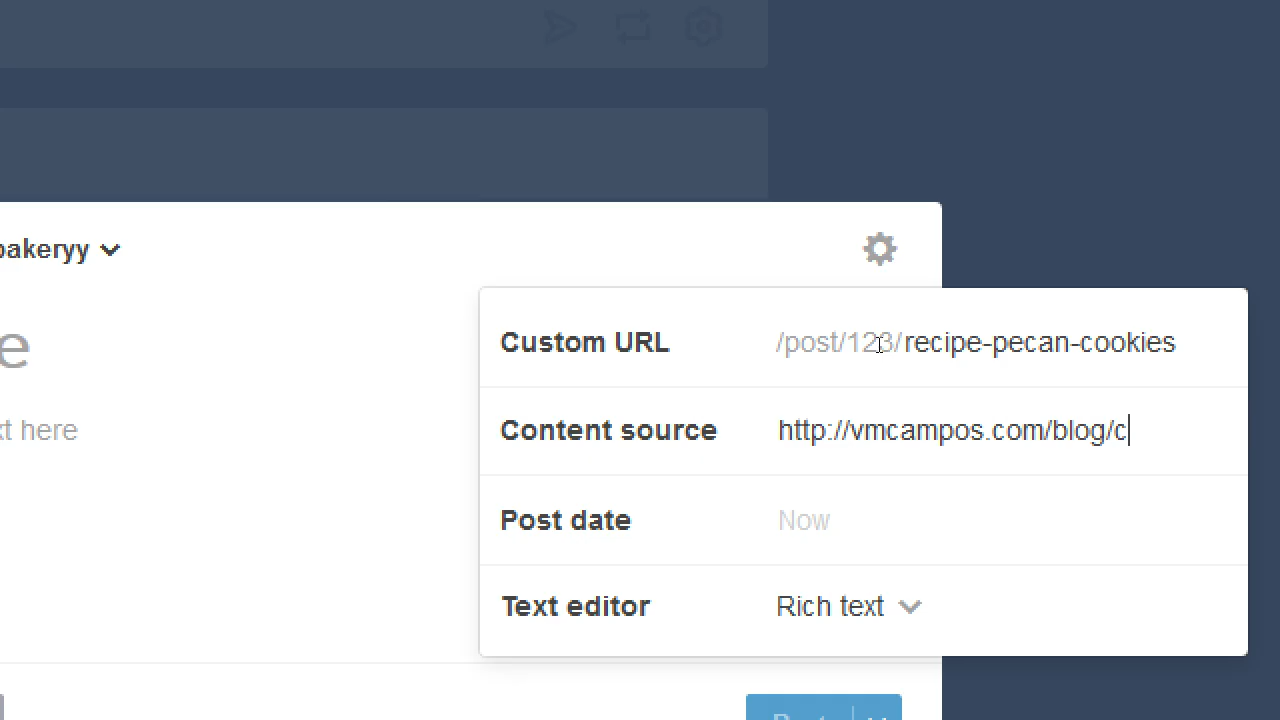 bakeryy
Custom URL /post/123/recipe-pecan-cookies
e
Content source http://vmcampos.com/blog/c
xt here
Post date Now
Text editor Rich text